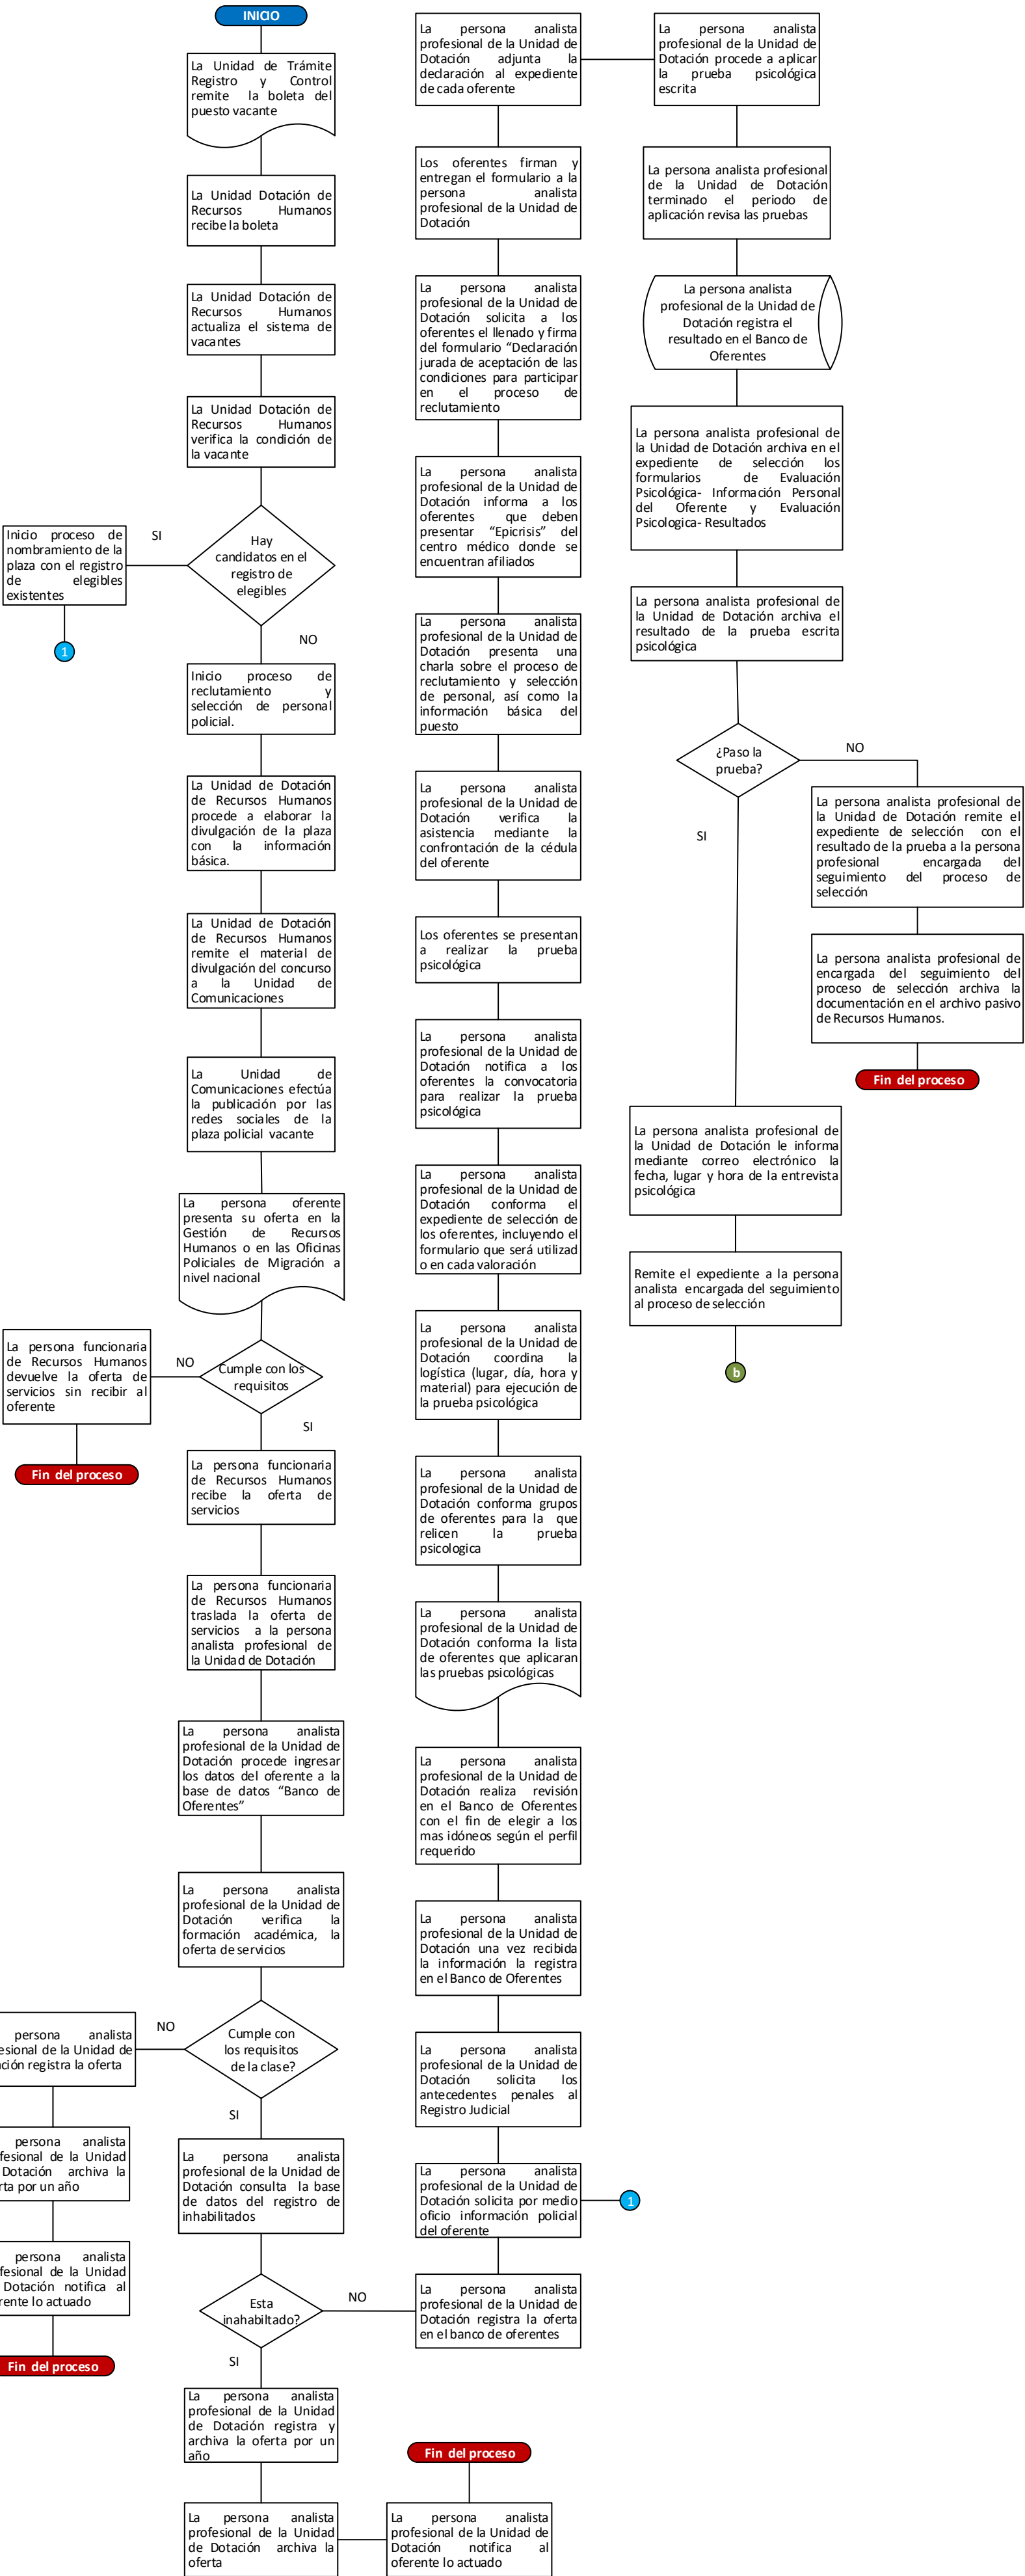 INICIO
La Unidad de Trámite
Registro y Control
remite la boleta del
puesto vacante
La Unidad Dotación de
Recursos Humanos
recibe la boleta
La Unidad Dotación de
Recursos Humanos
actualiza el sistema de
vacantes
La Unidad Dotación de
Recursos Humanos
verifica la condición de
la vacante
Hay
candidatos en el
registro de
elegibles
SI
Inicio proceso de
nombramiento de la
plaza con el registro
de elegibles
existentes
1
NO
Inicio proceso de
reclutamiento y
selección de personal
policial.
La Unidad de Dotación
de Recursos Humanos
procede a elaborar la
divulgación de la plaza
con la información
básica.
La Unidad de Dotación
de Recursos Humanos
remite el material de
divulgación del concurso
a la Unidad de
Comunicaciones
La Unidad de
Comunicaciones efectúa
la publicación por las
redes sociales de la
plaza policial vacante
La persona oferente
presenta su oferta en la
Gestión de Recursos
Humanos o en las Oficinas
Policiales de Migración a
nivel nacional
Cumple con los
requisitos
NO
La persona funcionaria
de Recursos Humanos
devuelve la oferta de
servicios sin recibir al
oferente
Fin del proceso
SI
La persona funcionaria
de Recursos Humanos
recibe la oferta de
servicios
La persona funcionaria
de Recursos Humanos
traslada la oferta de
servicios a la persona
analista profesional de
la Unidad de Dotación
La persona analista
profesional de la Unidad de
Dotación procede ingresar
los datos del oferente a la
base de datos “Banco de
Oferentes”
La persona analista
profesional de la Unidad de
Dotación verifica la
formación académica, la
oferta de servicios
Cumple con
los requisitos
de la clase?
NO
persona analista
esional de la Unidad de
ción registra la oferta
persona analista
fesional de la Unidad
Dotación archiva la
rta por un año
persona analista
fesional de la Unidad
Dotación notifica al
rente lo actuado
Fin del proceso
SI
La persona analista
profesional de la Unidad de
Dotación consulta la base
de datos del registro de
inhabilitados
Esta
inahabiltado?
NO
SI
La persona analista
profesional de la Unidad
de Dotación registra y
archiva la oferta por un
año
La persona analista
profesional de la Unidad
de Dotación archiva la
oferta
La persona analista
profesional de la Unidad de
Dotación notifica al
oferente lo actuado
Fin del proceso
La persona analista
profesional de la Unidad de
Dotación adjunta la
declaración al expediente
de cada oferente
Los oferentes firman y
entregan el formulario a la
persona analista
profesional de la Unidad de
Dotación
La persona analista
profesional de la Unidad de
Dotación solicita a los
oferentes el llenado y firma
del formulario “Declaración
jurada de aceptación de las
condiciones para participar
en el proceso de
reclutamiento
La persona analista
profesional de la Unidad de
Dotación informa a los
oferentes que deben
presentar “Epicrisis” del
centro médico donde se
encuentran afiliados
La persona analista
profesional de la Unidad de
Dotación presenta una
charla sobre el proceso de
reclutamiento y selección
de personal, así como la
información básica del
puesto
La persona analista
profesional de la Unidad de
Dotación verifica la
asistencia mediante la
confrontación de la cédula
del oferente
Los oferentes se presentan
a realizar la prueba
psicológica
La persona analista
profesional de la Unidad de
Dotación notifica a los
oferentes la convocatoria
para realizar la prueba
psicológica
La persona analista
profesional de la Unidad de
Dotación conforma el
expediente de selección de
los oferentes, incluyendo el
formulario que será utilizad
o en cada valoración
La persona analista
profesional de la Unidad de
Dotación coordina la
logística (lugar, día, hora y
material) para ejecución de
la prueba psicológica
La persona analista
profesional de la Unidad de
Dotación conforma grupos
de oferentes para la que
relicen la prueba
psicologica
La persona analista
profesional de la Unidad de
Dotación conforma la lista
de oferentes que aplicaran
las pruebas psicológicas
La persona analista
profesional de la Unidad de
Dotación realiza revisión
en el Banco de Oferentes
con el fin de elegir a los
mas idóneos según el perfil
requerido
La persona analista
profesional de la Unidad de
Dotación una vez recibida
la información la registra
en el Banco de Oferentes
La persona analista
profesional de la Unidad de
Dotación solicita los
antecedentes penales al
Registro Judicial
La persona analista
profesional de la Unidad de
Dotación solicita por medio
oficio información policial
del oferente
1
La persona analista
profesional de la Unidad de
Dotación registra la oferta
en el banco de oferentes
La persona analista
profesional de la Unidad de
Dotación procede a aplicar
la prueba psicológica
escrita
La persona analista profesional
de la Unidad de Dotación
terminado el periodo de
aplicación revisa las pruebas
La persona analista
profesional de la Unidad de
Dotación registra el
resultado en el Banco de
Oferentes
La persona analista profesional de
la Unidad de Dotación archiva en el
expediente de selección los
formularios de Evaluación
Psicológica- Información Personal
del Oferente y Evaluación
Psicologica- Resultados
La persona analista profesional de
la Unidad de Dotación archiva el
resultado de la prueba escrita
psicológica
¿Paso la
prueba?
NO
La persona analista profesional de
la Unidad de Dotación remite el
expediente de selección con el
resultado de la prueba a la persona
profesional encargada del
seguimiento del proceso de
selección
La persona analista profesional de
encargada del seguimiento del
proceso de selección archiva la
documentación en el archivo pasivo
de Recursos Humanos.
Fin del proceso
SI
La persona analista profesional de
la Unidad de Dotación le informa
mediante correo electrónico la
fecha, lugar y hora de la entrevista
psicológica
Remite el expediente a la persona
analista encargada del seguimiento
al proceso de selección
b